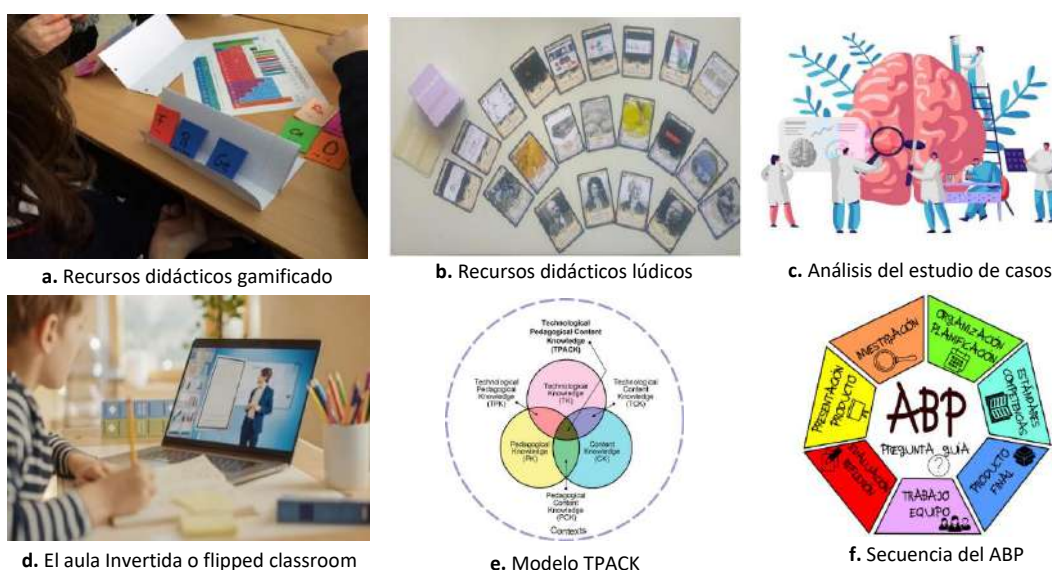 a. Recursos didácticos gamificado
b. Recursos didácticos lúdicos
c. Análisis del estudio de casos
d. El aula Invertida o flipped classroom
Technological
Pedagogical Content
Knowledge
(TPACK)
Technological
Pedagogical
Knowledge
(TPK)
Technological
Knowledge
(TK)
Technological
Content
Knowledge
(TCK)
Pedagogical
Knowledge
(PK)
Content
Knowledge
(CK)
Pedagogical
Content
Knowledge
(PCK)
Contexts
e. Modelo TPACK
INVESTIGACIÓN
ORGANIZACIÓN
PLANIFICACIÓN
ESTÁNDARES
COMPETENCIAS
PRODUCTO
FINAL
TRABAJO
EQUIPO
EVALUACIÓN
REFLEXIÓN
PRESENTACIÓN
PRODUCTO
ABP
PREGUNTA GUÍA
f. Secuencia del ABP